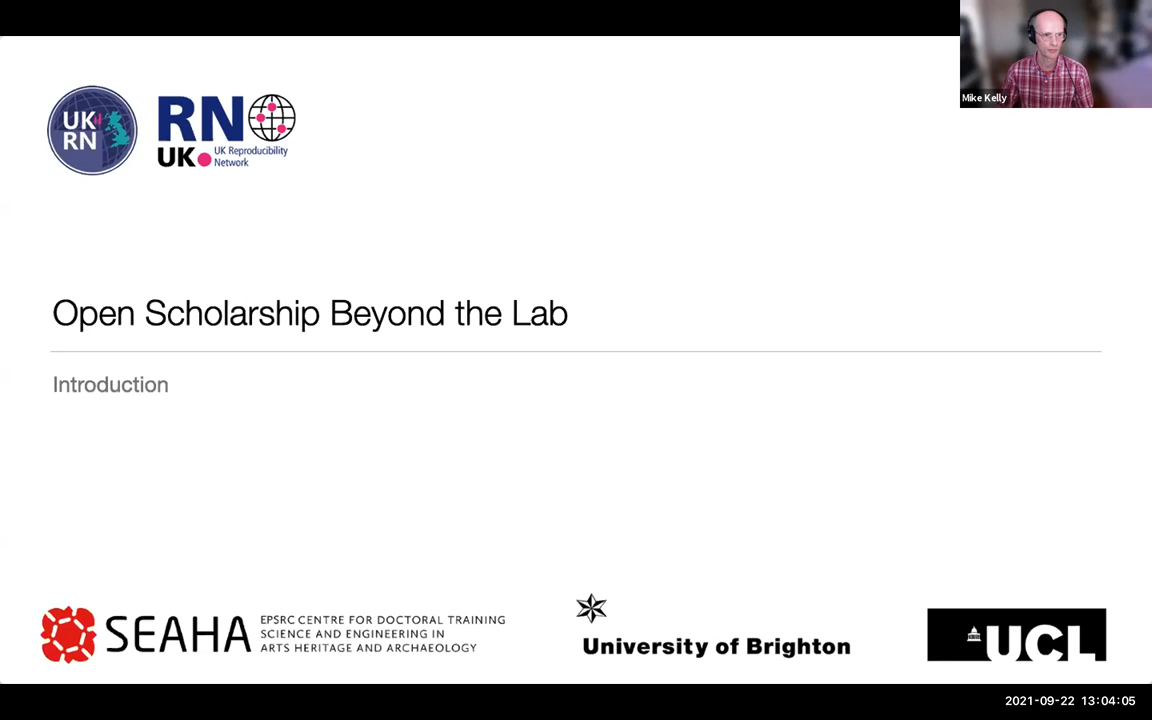 Mike Kelly
UK
RN
RN
UK
UK Reproducibility
Network
Open Scholarship Beyond the Lab
Introduction
SEAHA
EPSRC CENTRE FOR DOCTORAL TRAINING
SCIENCE AND ENGINEERING IN
ARTS HERITAGE AND ARCHAEOLOGY
University of Brighton
UCL
2021-09-22 13:04:05